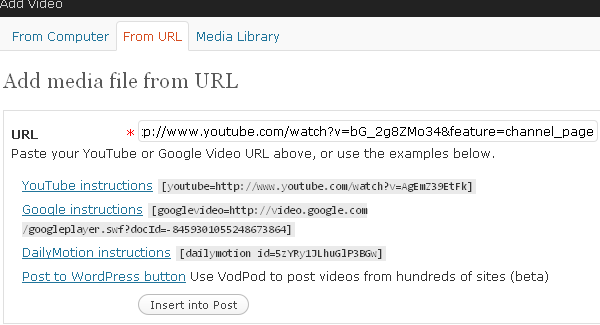 Add Video
From Computer From URL Media Library
Add media file from URL
URL * :p://www.youtube.com/watch?v=bG_2g8ZMo34&feature=channel_page
Paste your YouTube or Google Video URL above, or use the examples below.
YouTube instructions [youtube=http://www.youtube.com/watch?v=AgEmZ39EtFk]
Google instructions [googlevideo=http://video.google.com
/googleplayer.swf?docId=-8459301055248673864]
DailyMotion instructions [dailymotion id=5zYRy1JLhuGlP3BGw]
Post to WordPress button Use VodPod to post videos from hundreds of sites (beta)
Insert into Post